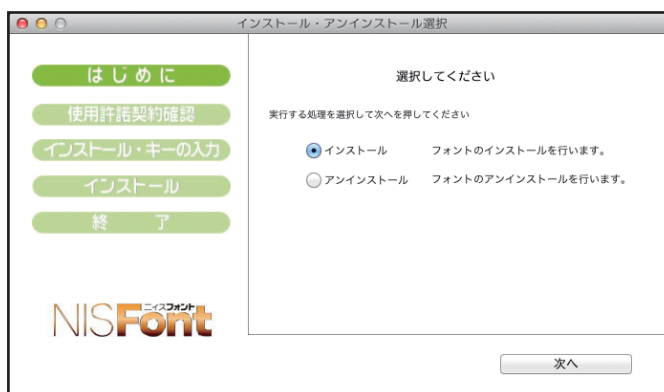 インストール・アンインストール選択
はじめに
使用許諾契約確認
インストール・キーの入力
インストール
終　　了
選択してください
実行する処理を選択して次へを押してください
インストール　フォントのインストールを行います。
アンインストール　フォントのアンインストールを行います。
ニィスフォント
NISFont
次へ